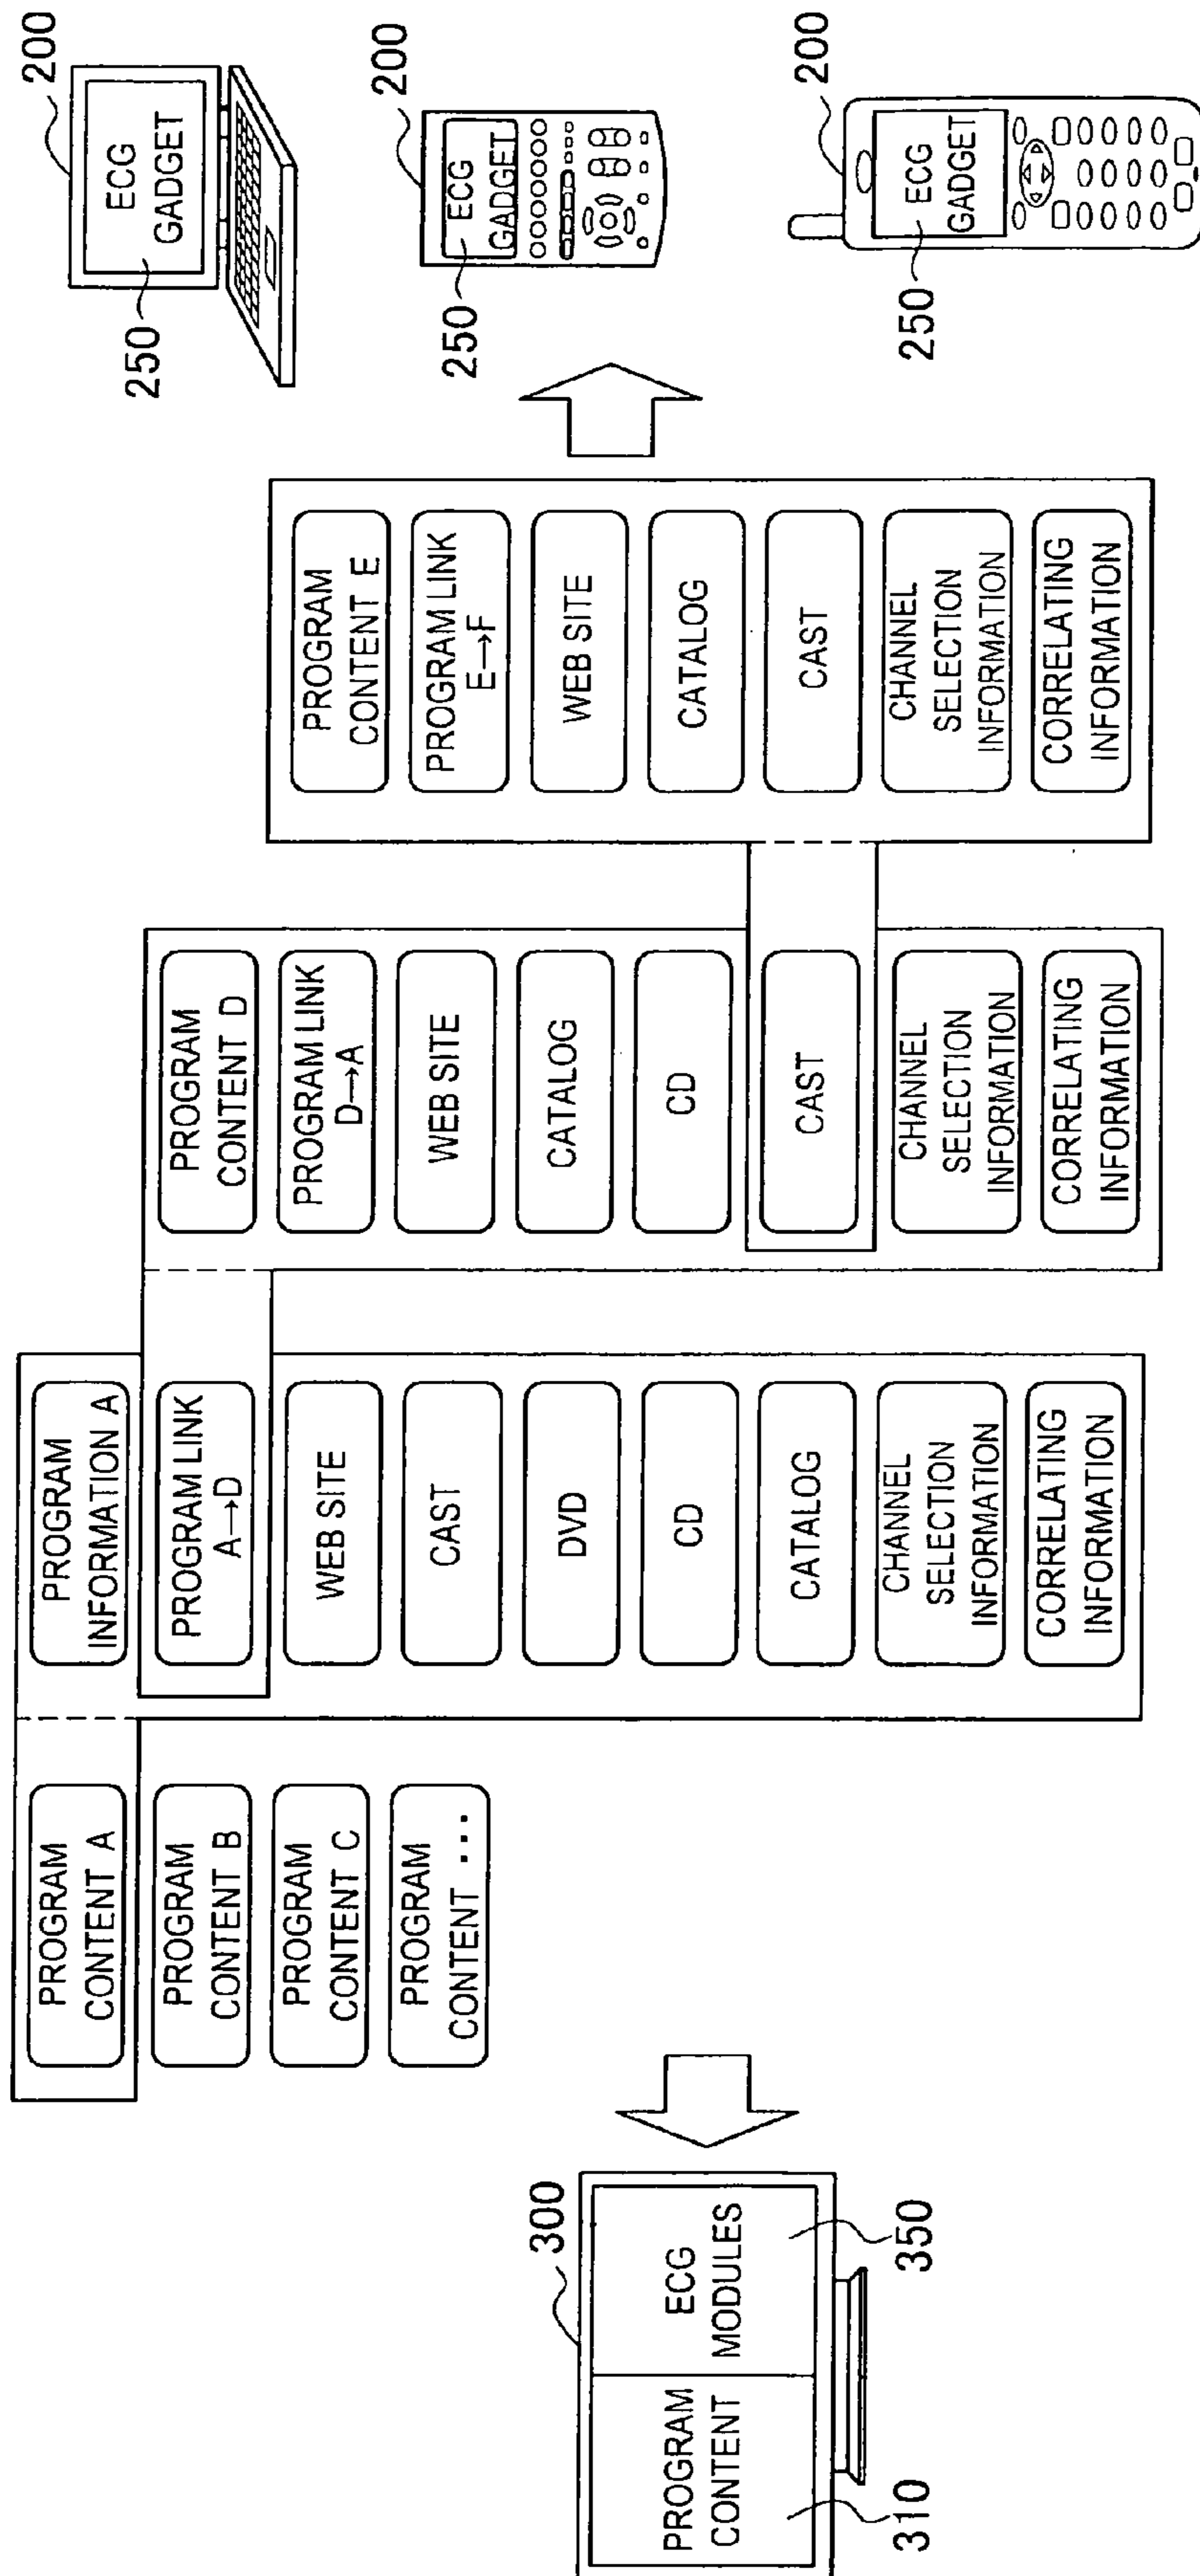 300
PROGRAM
CONTENT
ECG
MODULES
310
350
PROGRAM
CONTENT A
PROGRAM
CONTENT B
PROGRAM
CONTENT C
PROGRAM
CONTENT ...
PROGRAM
INFORMATION A
PROGRAM LINK
A→D
WEB SITE
CAST
DVD
CD
CATALOG
CHANNEL
SELECTION
INFORMATION
CORRELATING
INFORMATION
PROGRAM
CONTENT D
PROGRAM LINK
D→A
WEB SITE
CATALOG
CD
CAST
CHANNEL
SELECTION
INFORMATION
CORRELATING
INFORMATION
PROGRAM
CONTENT E
PROGRAM LINK
E→F
WEB SITE
CATALOG
CAST
CHANNEL
SELECTION
INFORMATION
CORRELATING
INFORMATION
200
ECG
GADGET
250
200
ECG
GADGET
250
200
ECG
GADGET
250